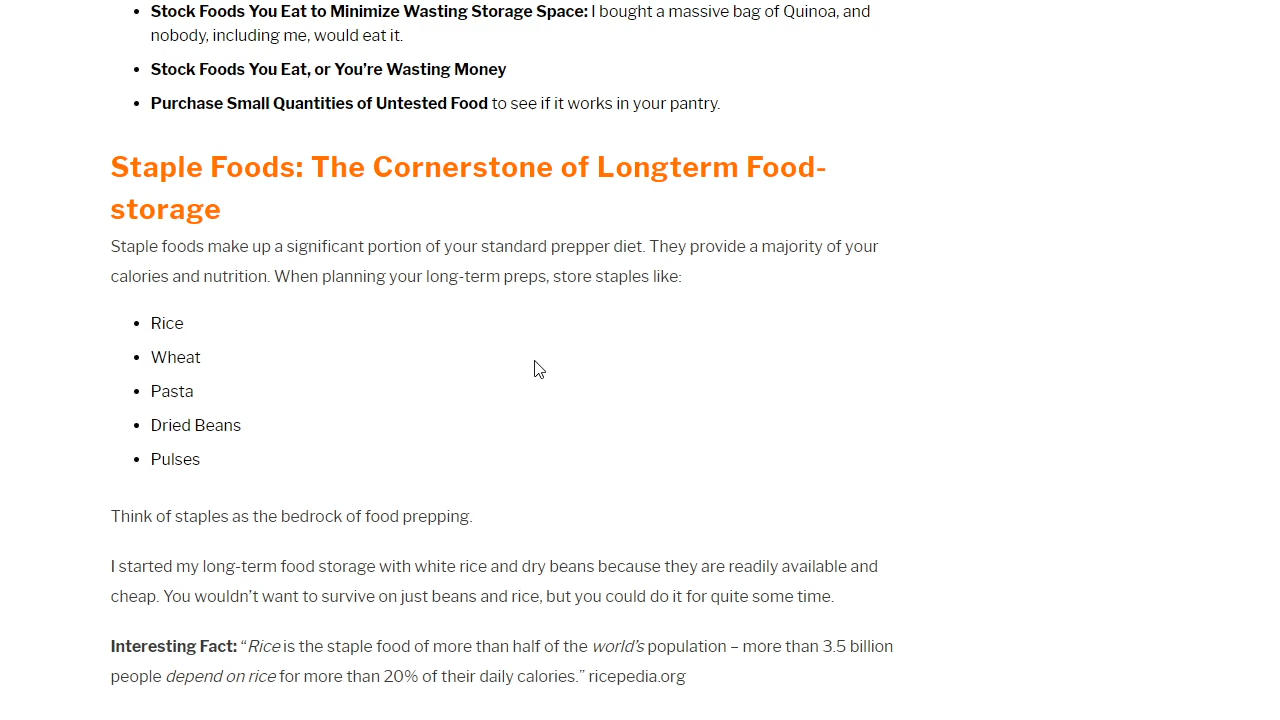 Stock Foods You Eat to Minimize Wasting Storage Space: I bought a massive bag of Quinoa, and
nobody, including me, would eat it.
Stock Foods You Eat, or You’re Wasting Money
Purchase Small Quantities of Untested Food to see if it works in your pantry.
Staple Foods: The Cornerstone of Longterm Food-
storage
Staple foods make up a significant portion of your standard prepper diet. They provide a majority of your
calories and nutrition. When planning your long-term preps, store staples like:
Rice
Wheat
Pasta
Dried Beans
Pulses
Think of staples as the bedrock of food prepping.
I started my long-term food storage with white rice and dry beans because they are readily available and
cheap. You wouldn’t want to survive on just beans and rice, but you could do it for quite some time.
Interesting Fact: “Rice is the staple food of more than half of the world’s population – more than 3.5 billion
people depend on rice for more than 20% of their daily calories.” ricepedia.org